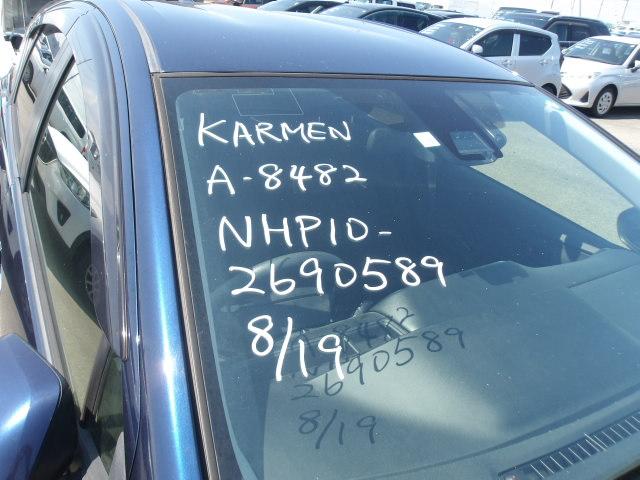 KARMEN
A-8482
NHP10-
2690589
8/19